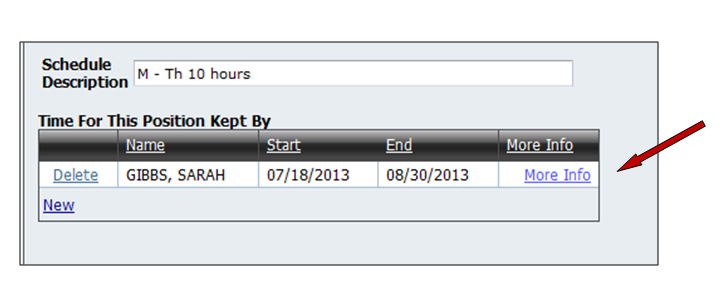 Schedule
Description M - Th 10 hours
Time For This Position Kept By
Name Start End More Info
Delete GIBBS, SARAH 07/18/2013 08/30/2013 More Info
New